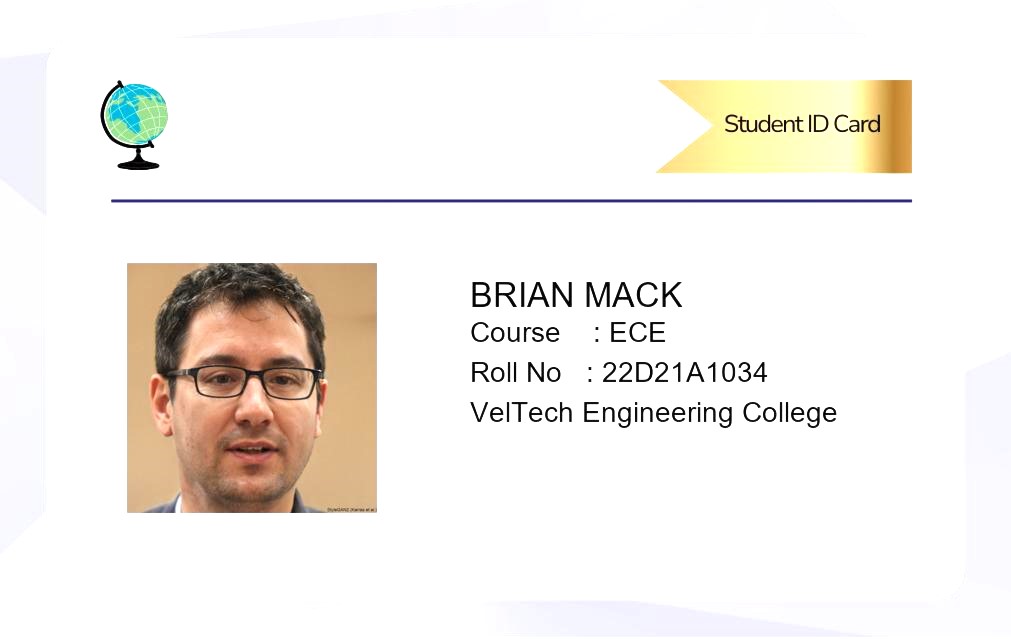 Student ID Card
BRIAN MACK
Course : ECE
Roll No : 22D21A1034
VelTech Engineering College
StyleGAN2 (Karras et al.)